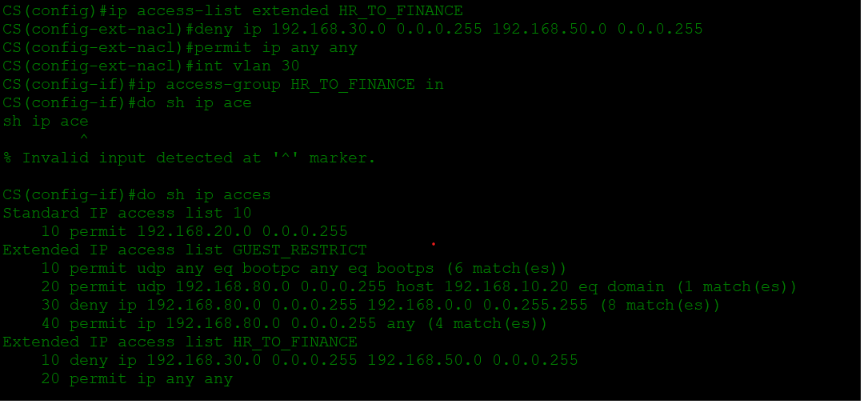 CS(config)#ip access-list extended HR_TO_FINANCE
CS(config-ext-nacl)#deny ip 192.168.30.0 0.0.0.255 192.168.50.0 0.0.0.255
CS(config-ext-nacl)#permit ip any any
CS(config-ext-nacl)#int vlan 30
CS(config-if)#ip access-group HR_TO_FINANCE in
CS(config-if)#do sh ip ace
sh ip ace
^
% Invalid input detected at '^' marker.
CS(config-if)#do sh ip acces
Standard IP access list 10
10 permit 192.168.20.0 0.0.0.255
Extended IP access list GUEST_RESTRICT
10 permit udp any eq bootpc any eq bootps (6 match(es))
20 permit udp 192.168.80.0 0.0.0.255 host 192.168.10.20 eq domain (1 match(es))
30 deny ip 192.168.80.0 0.0.0.255 192.168.0.0 0.0.255.255 (8 match(es))
40 permit ip 192.168.80.0 0.0.0.255 any (4 match(es))
Extended IP access list HR_TO_FINANCE
10 deny ip 192.168.30.0 0.0.0.255 192.168.50.0 0.0.0.255
20 permit ip any any